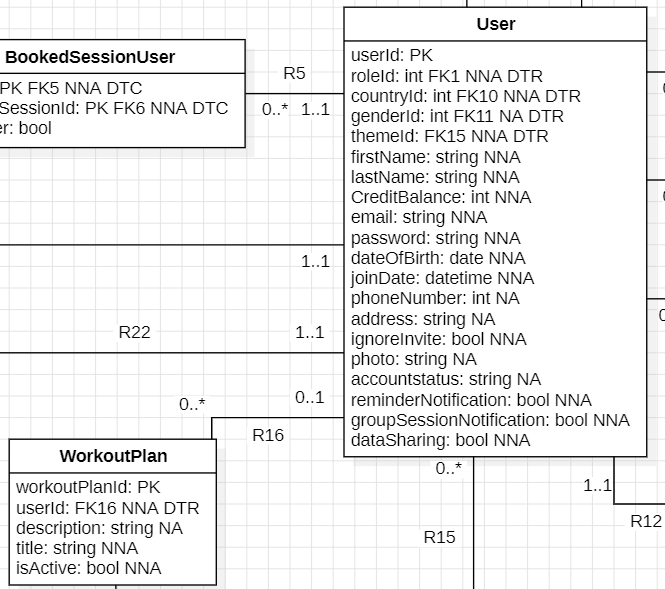 BookedSessionUser
PK FK5 NNA DTC
SessionId: PK FK6 NNA DTC
er: bool
R5
0..* 1..1
User
userId: PK
roleId: int FK1 NNA DTR
countryId: int FK10 NNA DTR
genderId: int FK11 NA DTR
themeId: FK15 NNA DTR
firstName: string NNA
lastName: string NNA
CreditBalance: int NNA
email: string NNA
password: string NNA
dateOfBirth: date NNA
joinDate: datetime NNA
phoneNumber: int NA
address: string NA
ignoreInvite: bool NNA
photo: string NA
accountstatus: string NA
reminderNotification: bool NNA
groupSessionNotification: bool NNA
dataSharing: bool NNA
1..1
R22
1..1
0..*
0..1
R16
WorkoutPlan
workoutPlanId: PK
userId: FK16 NNA DTR
description: string NA
title: string NNA
isActive: bool NNA
0..*
R15
1..1
R12